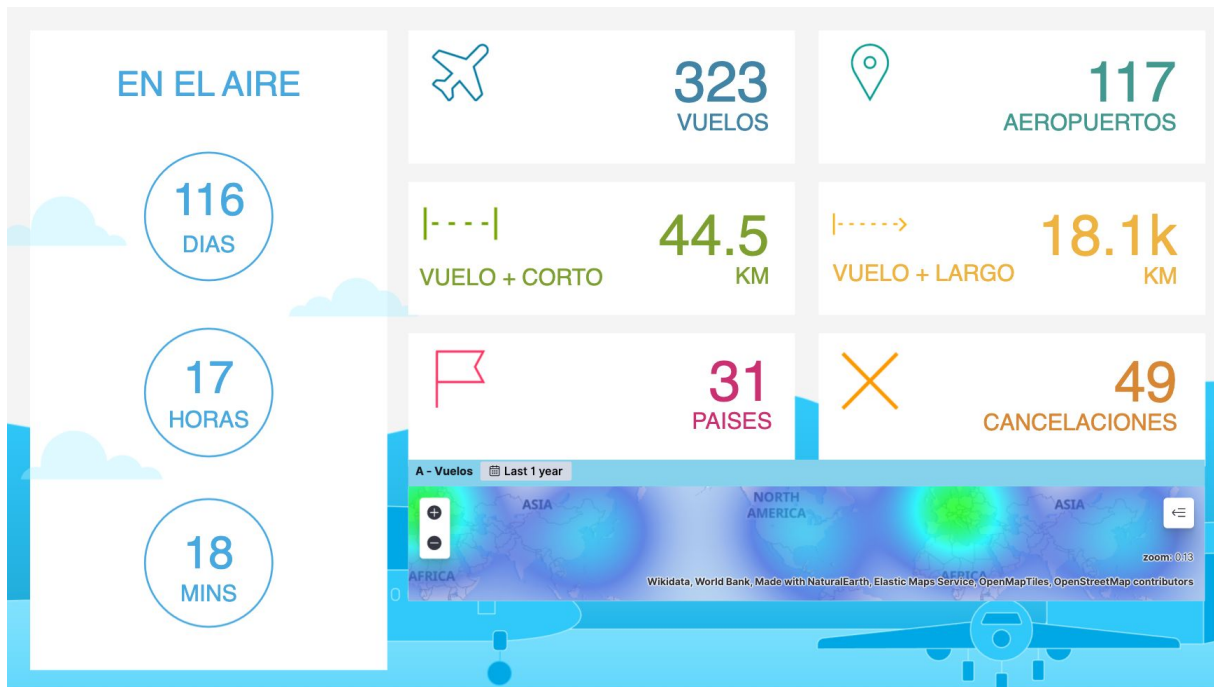 EN EL AIRE
116
DIAS
17
HORAS
18
MINS
323
VUELOS
117
AEROPUERTOS
44.5
VUELO + CORTO
KM
18.1k
VUELO + LARGO
KM
31
PAISES
49
CANCELACIONES
A - Vuelos Last 1 year
ASIA
NORTH
AMERICA
ASIA
zoom: 0.13
AFRICA
AFRICA
Wikidata, World Bank, Made with NaturalEarth, Elastic Maps Service, OpenMapTiles, OpenStreetMap contributors